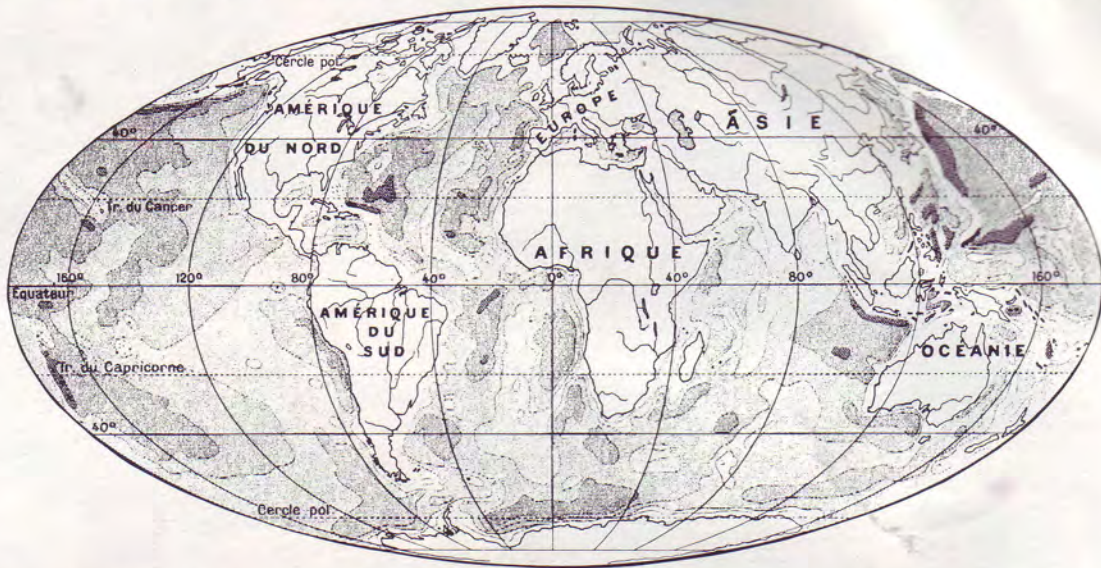 Cercle pol.
AMÉRIQUE
DU NORD
EUROPE
ASIE
40°
40°
Tr. du Cancer
AFRIQUE
160°
120°
80°
40°
0°
40°
80°
160°
Equateur
AMÉRIQUE
DU
SUD
OCÉANIE
Tr. du Capricorne
40°
Cercle pol.